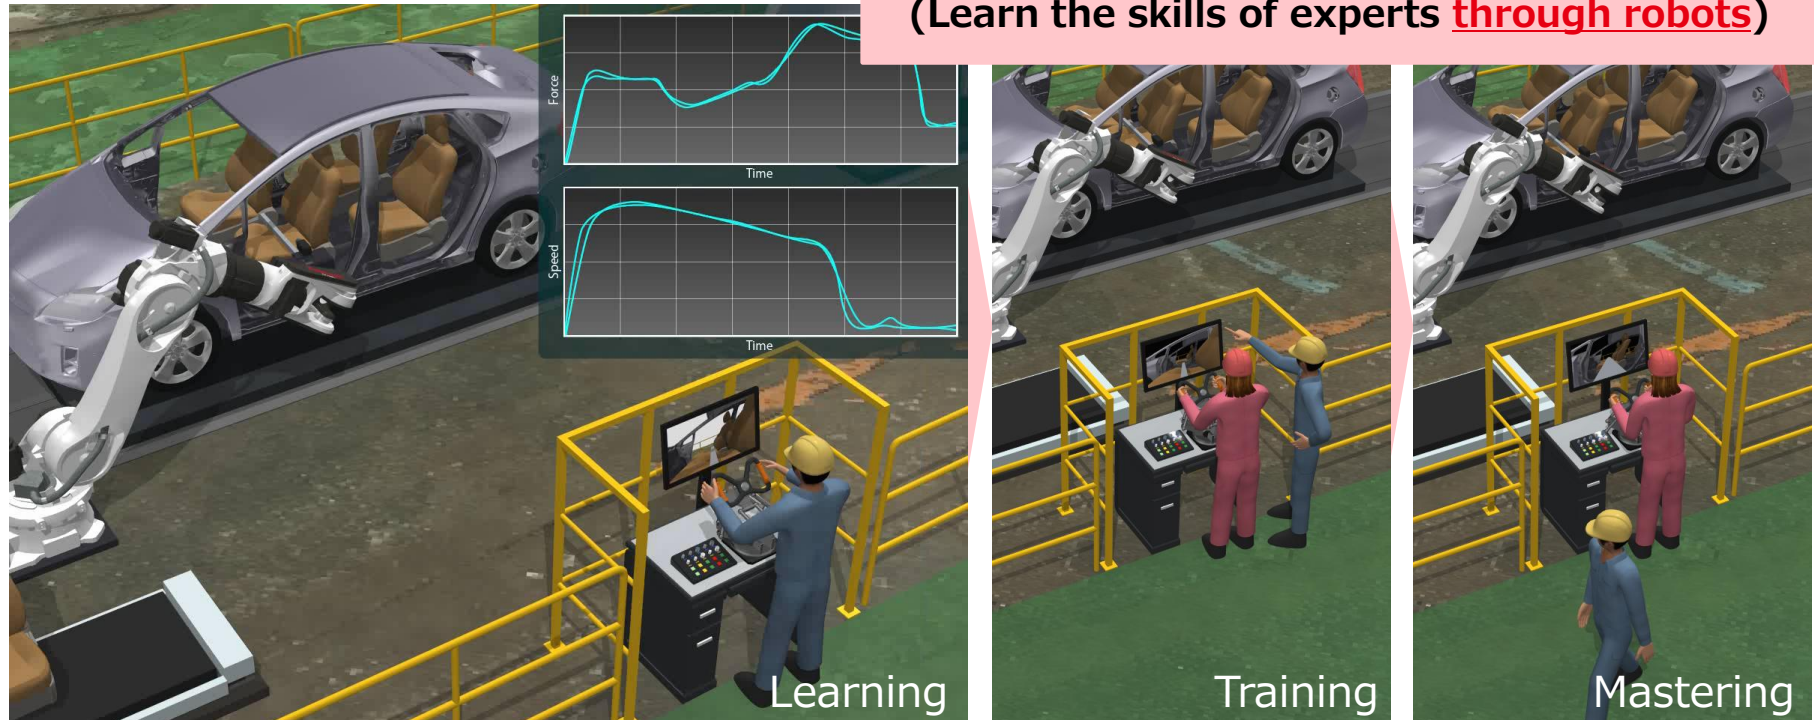 (Learn the skills of experts through robots)
Force
Time
Speed
Time
Learning
Training
Mastering